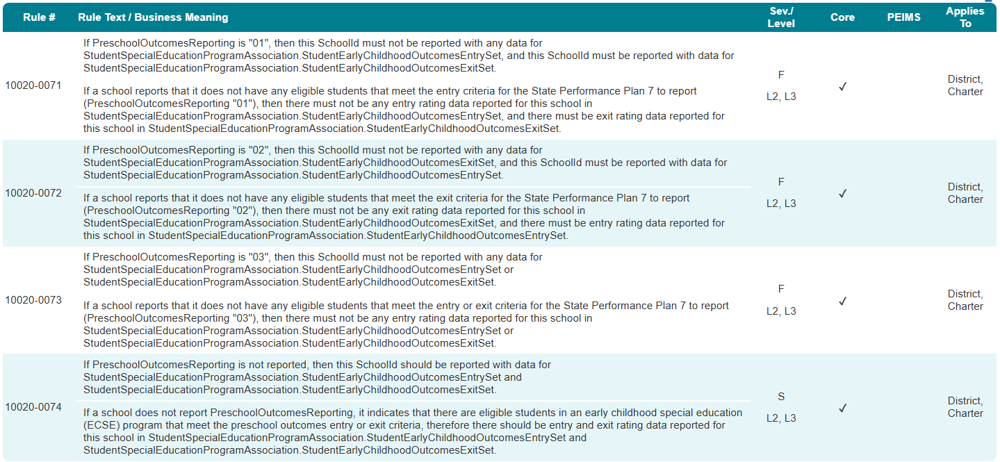 Rule # Rule Text / Business Meaning Sev./ Level Core PEIMS Applies To
If PreschoolOutcomesReporting is "01", then this SchoolId must not be reported with any data for
StudentSpecialEducationProgramAssociation.StudentEarlyChildhoodOutcomesEntrySet, and this SchoolId must be reported with data for
StudentSpecialEducationProgramAssociation.StudentEarlyChildhoodOutcomesExitSet.
10020-0071
If a school reports that it does not have any eligible students that meet the entry criteria for the State Performance Plan 7 to report
(PreschoolOutcomesReporting "01"), then there must not be any entry rating data reported for this school in
StudentSpecialEducationProgramAssociation.StudentEarlyChildhoodOutcomesEntrySet, and there must be exit rating data reported for
this school in StudentSpecialEducationProgramAssociation.StudentEarlyChildhoodOutcomesExitSet.
F
L2, L3
✓
District,
Charter
If PreschoolOutcomesReporting is "02", then this SchoolId must not be reported with any data for
StudentSpecialEducationProgramAssociation.StudentEarlyChildhoodOutcomesExitSet, and this SchoolId must be reported with data for
StudentSpecialEducationProgramAssociation.StudentEarlyChildhoodOutcomesEntrySet.
10020-0072
If a school reports that it does not have any eligible students that meet the exit criteria for the State Performance Plan 7 to report
(PreschoolOutcomesReporting "02"), then there must not be any exit rating data reported for this school in
StudentSpecialEducationProgramAssociation.StudentEarlyChildhoodOutcomesExitSet, and there must be entry rating data reported for
this school in StudentSpecialEducationProgramAssociation.StudentEarlyChildhoodOutcomesEntrySet.
F
L2, L3
✓
District,
Charter
If PreschoolOutcomesReporting is "03", then this SchoolId must not be reported with any data for
StudentSpecialEducationProgramAssociation.StudentEarlyChildhoodOutcomesEntrySet or
StudentSpecialEducationProgramAssociation.StudentEarlyChildhoodOutcomesExitSet.
10020-0073
If a school reports that it does not have any eligible students that meet the entry or exit criteria for the State Performance Plan 7 to report
(PreschoolOutcomesReporting "03"), then there must not be any entry rating data reported for this school in
StudentSpecialEducationProgramAssociation.StudentEarlyChildhoodOutcomesEntrySet or
StudentSpecialEducationProgramAssociation.StudentEarlyChildhoodOutcomesExitSet.
F
L2, L3
✓
District,
Charter
If PreschoolOutcomesReporting is not reported, then this SchoolId should be reported with data for
StudentSpecialEducationProgramAssociation.StudentEarlyChildhoodOutcomesEntrySet and
StudentSpecialEducationProgramAssociation.StudentEarlyChildhoodOutcomesExitSet.
10020-0074
If a school does not report PreschoolOutcomesReporting, it indicates that there are eligible students in an early childhood special education
(ECSE) program that meet the preschool outcomes entry or exit criteria, therefore there should be entry and exit rating data reported for
this school in StudentSpecialEducationProgramAssociation.StudentEarlyChildhoodOutcomesEntrySet and
StudentSpecialEducationProgramAssociation.StudentEarlyChildhoodOutcomesExitSet.
S
L2, L3
✓
District,
Charter